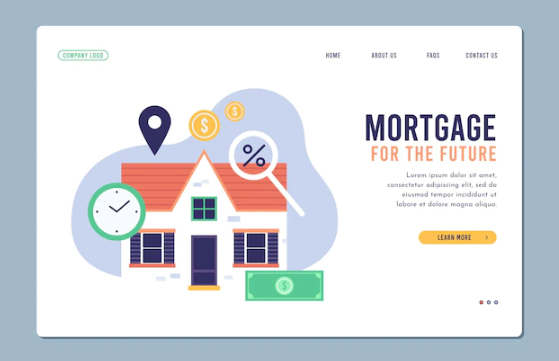 COMPANY LOGO
HOME ABOUT US FAQS CONTACT US
$
$
%
MORTGAGE
FOR THE FUTURE
Lorem ipsum dolor sit amet,
consectetur adipiscing elit, sed do
eiusmod tempor incididunt ut
labore et dolore magna aliqua.
LEARN MORE >
$